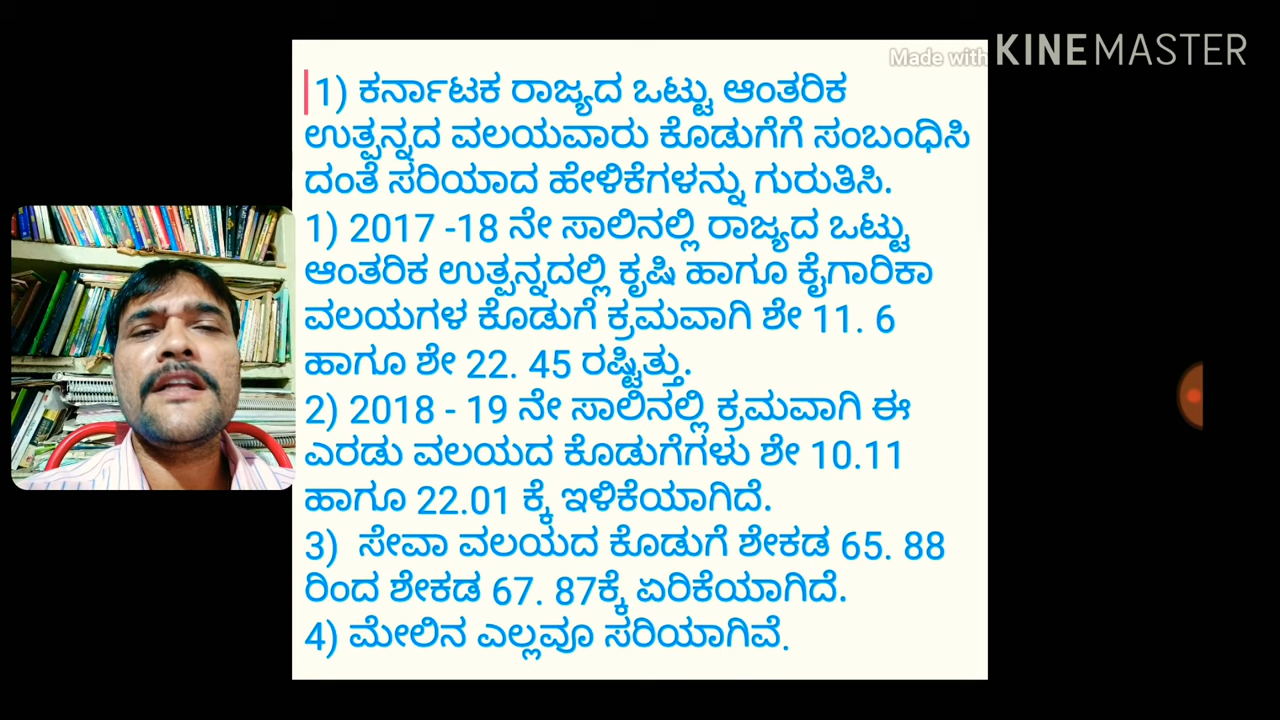 Made with KINEMASTER
1) ಕರ್ನಾಟಕ ರಾಜ್ಯದ ಒಟ್ಟು ಆಂತರಿಕ
ಉತ್ಪನ್ನದ ವಲಯವಾರು ಕೊಡುಗೆಗೆ ಸಂಬಂಧಿಸಿ
ದಂತೆ ಸರಿಯಾದ ಹೇಳಿಕೆಗಳನ್ನು ಗುರುತಿಸಿ.
1) 2017 -18 ನೇ ಸಾಲಿನಲ್ಲಿ ರಾಜ್ಯದ ಒಟ್ಟು
ಆಂತರಿಕ ಉತ್ಪನ್ನದಲ್ಲಿ ಕೃಷಿ ಹಾಗೂ ಕೈಗಾರಿಕಾ
ವಲಯಗಳ ಕೊಡುಗೆ ಕ್ರಮವಾಗಿ ಶೇ 11. 6
ಹಾಗೂ ಶೇ 22. 45 ರಷ್ಟಿತ್ತು.
2) 2018 - 19 ನೇ ಸಾಲಿನಲ್ಲಿ ಕ್ರಮವಾಗಿ ಈ
ಎರಡು ವಲಯದ ಕೊಡುಗೆಗಳು ಶೇ 10.11
ಹಾಗೂ 22.01 ಕ್ಕೆ ಇಳಿಕೆಯಾಗಿದೆ.
3) ಸೇವಾ ವಲಯದ ಕೊಡುಗೆ ಶೇಕಡ 65. 88
ರಿಂದ ಶೇಕಡ 67. 87ಕ್ಕೆ ಏರಿಕೆಯಾಗಿದೆ.
4) ಮೇಲಿನ ಎಲ್ಲವೂ ಸರಿಯಾಗಿವೆ.